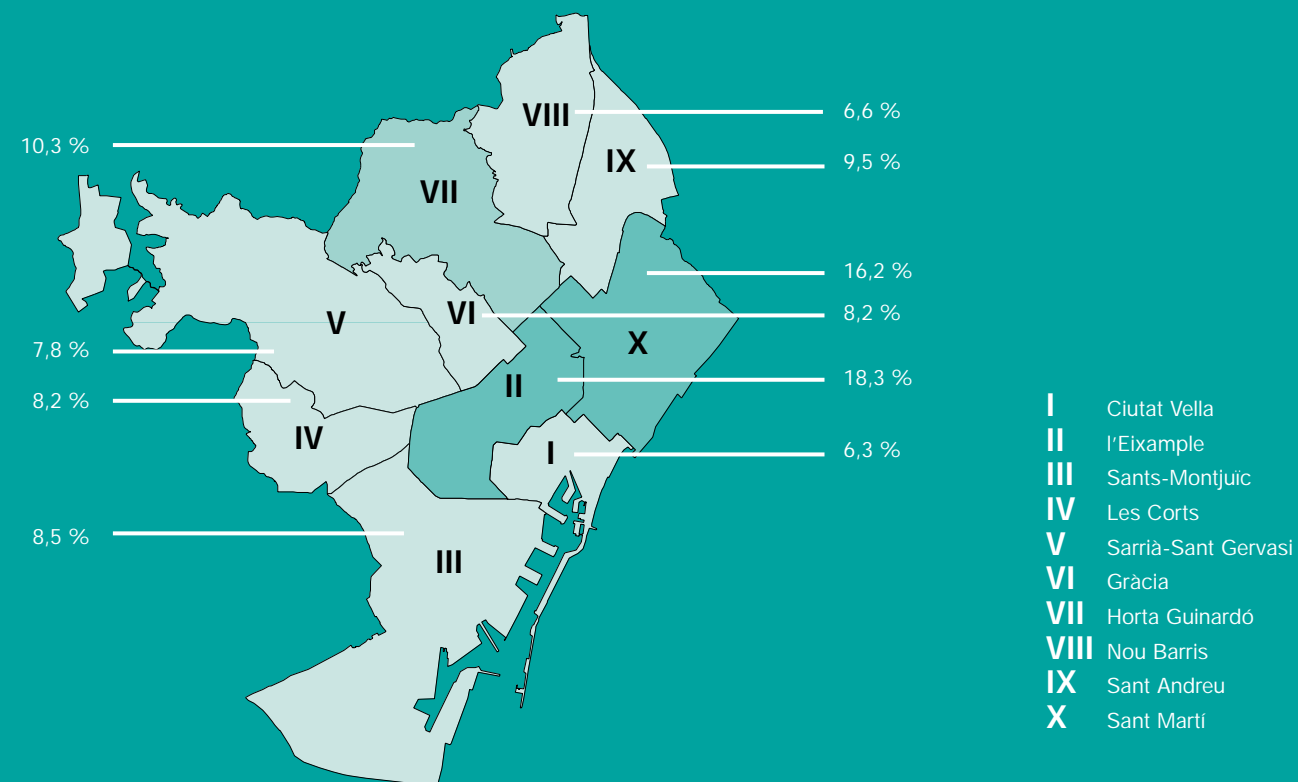 VIII
6,6 %
10,3 %
IX
9,5 %
VII
16,2 %
VI
8,2 %
V
X
7,8 %
II
18,3 %
8,2 %
IV
I
6,3 %
8,5 %
III
I Ciutat Vella
II l'Eixample
III Sants-Montjuïc
IV Les Corts
V Sarrià-Sant Gervasi
VI Gràcia
VII Horta Guinardó
VIII Nou Barris
IX Sant Andreu
X Sant Martí